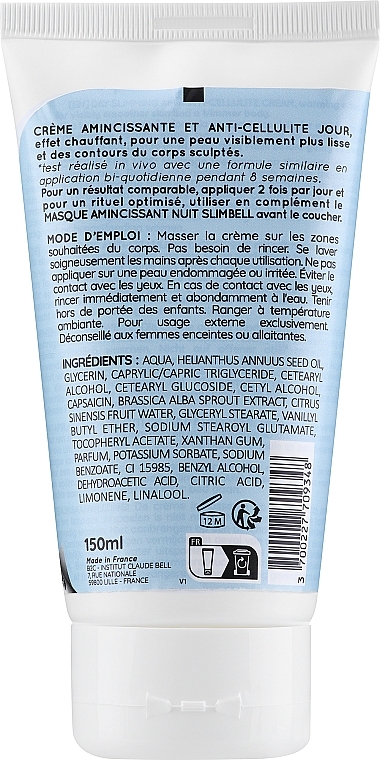 CRÈME AMINCISSANTE ET ANTI-CELLULITE JOUR,
effet chauffant, pour une peau visiblement plus lisse
et des contours du corps sculptés.
*test réalisé in vivo avec une formule similaire en
application bi-quotidienne pendant 8 semaines.
Pour un résultat comparable, appliquer 2 fois par jour et
pour un rituel optimisé, utiliser en complément le
MASQUE AMINCISSANT NUIT SLIMBELL avant le coucher.
MODE D'EMPLOI : Masser la crème sur les zones
souhaitées du corps. Pas besoin de rincer. Se laver
soigneusement les mains après chaque utilisation. Ne pas
appliquer sur une peau endommagée ou irritée. Éviter le
contact avec les yeux. En cas de contact avec les yeux,
rincer immédiatement et abondamment à l'eau. Tenir
hors de portée des enfants. Ranger à température
ambiante. Pour usage externe exclusivement.
Déconseillé aux femmes enceintes ou allaitantes.
INGRÉDIENTS : AQUA, HELIANTHUS ANNUUS SEED OIL,
GLYCERIN, CAPRYLIC/CAPRIC TRIGLYCERIDE, CETEARYL
ALCOHOL, CETEARYL GLUCOSIDE, CETYL ALCOHOL,
CAPSAICIN, BRASSICA ALBA SPROUT EXTRACT, CITRUS
SINENSIS FRUIT WATER, GLYCERYL STEARATE, VANILLYL
BUTYL ETHER, SODIUM STEAROYL GLUTAMATE,
TOCOPHERYL ACETATE, XANTHAN GUM,
PARFUM, POTASSIUM SORBATE, SODIUM
BENZOATE, CI 15985, BENZYL ALCOHOL,
DEHYDROACETIC ACID, CITRIC ACID,
LIMONENE, LINALOOL.
12 M
150ml
Made in France
B2C - INSTITUT CLAUDE BELL
7, RUE NATIONALE
59800 LILLE - FRANCE
V1
FR
3 700227 709348